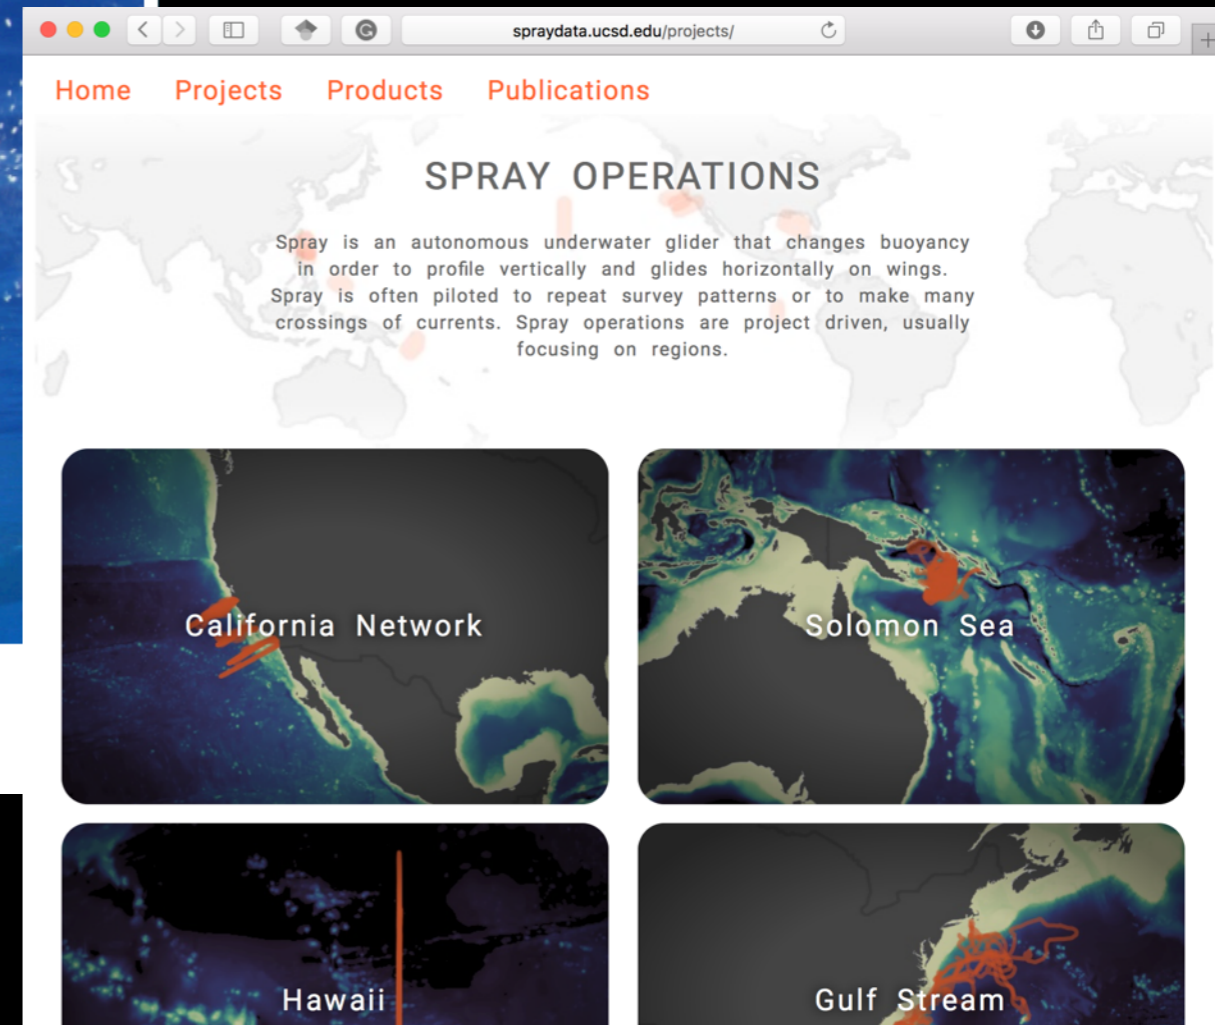 spraydata.ucsd.edu/projects/
Home Projects Products Publications
SPRAY OPERATIONS
Spray is an autonomous underwater glider that changes buoyancy
in order to profile vertically and glides horizontally on wings.
Spray is often piloted to repeat survey patterns or to make many
crossings of currents. Spray operations are project driven, usually
focusing on regions.
California Network
Solomon Sea
Hawaii
Gulf Stream